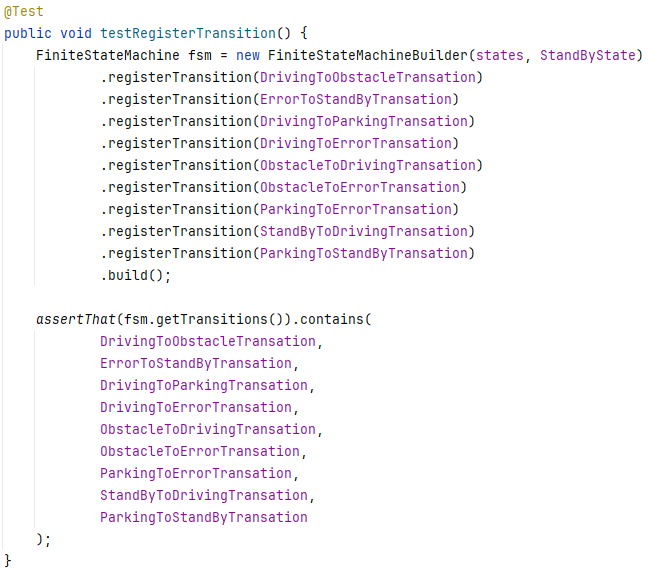 @Test
public void testRegisterTransition() {
    FiniteStateMachine fsm = new FiniteStateMachineBuilder(states, StandByState)
            .registerTransition(DrivingToObstacleTransation)
            .registerTransition(ErrorToStandByTransation)
            .registerTransition(DrivingToParkingTransation)
            .registerTransition(DrivingToErrorTransation)
            .registerTransition(ObstacleToDrivingTransation)
            .registerTransition(ObstacleToErrorTransation)
            .registerTransition(ParkingToErrorTransation)
            .registerTransition(StandByToDrivingTransation)
            .registerTransition(ParkingToStandByTransation)
            .build();

    assertThat(fsm.getTransitions()).contains(
            DrivingToObstacleTransation,
            ErrorToStandByTransation,
            DrivingToParkingTransation,
            DrivingToErrorTransation,
            ObstacleToDrivingTransation,
            ObstacleToErrorTransation,
            ParkingToErrorTransation,
            StandByToDrivingTransation,
            ParkingToStandByTransation
    );
}